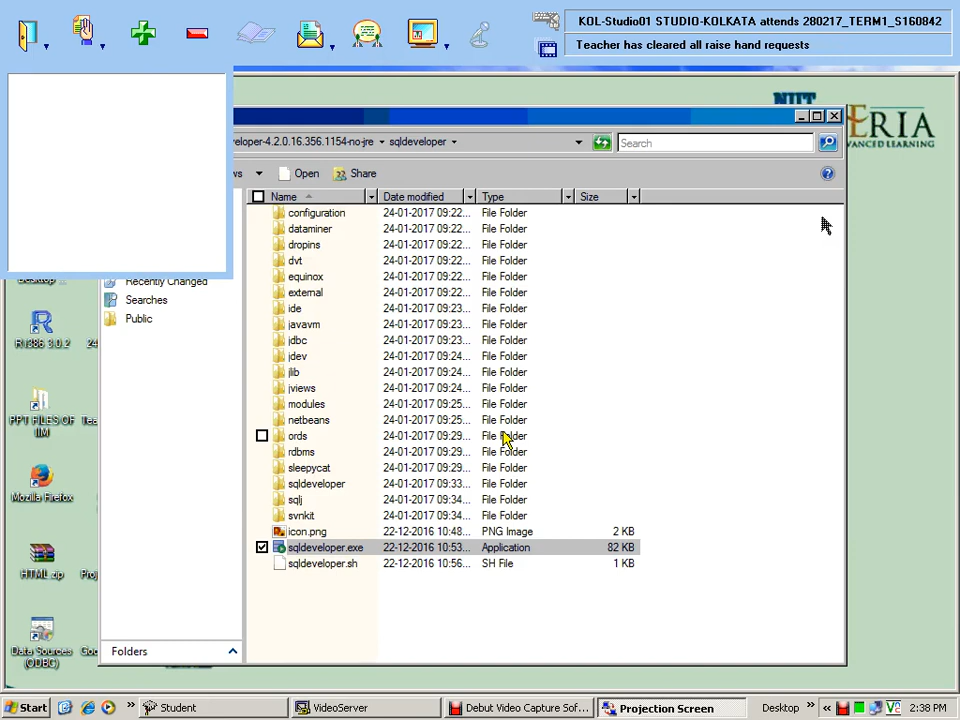 KOL-Studio01 STUDIO-KOLKATA attends 280217_TERM1_S160842
Teacher has cleared all raise hand requests
NIIT
ERIA
DVANCED LEARNING
eloper-4.2.0.16.356.1154-no-jre sqldeveloper
Search
ws Open Share
Name Date modified Type Size
configuration 24-01-2017 09:22... File Folder
dataminer 24-01-2017 09:22... File Folder
dropins 24-01-2017 09:22... File Folder
dvt 24-01-2017 09:22... File Folder
equinox 24-01-2017 09:22... File Folder
external 24-01-2017 09:22... File Folder
ide 24-01-2017 09:23... File Folder
javavm 24-01-2017 09:23... File Folder
jdbc 24-01-2017 09:23... File Folder
jdev 24-01-2017 09:24... File Folder
jlib 24-01-2017 09:24... File Folder
jviews 24-01-2017 09:24... File Folder
modules 24-01-2017 09:25... File Folder
netbeans 24-01-2017 09:25... File Folder
ords 24-01-2017 09:29... File Folder
rdbms 24-01-2017 09:29... File Folder
sleepycat 24-01-2017 09:29... File Folder
sqldeveloper 24-01-2017 09:33... File Folder
sqlj 24-01-2017 09:34... File Folder
svnkit 24-01-2017 09:34... File Folder
icon.png 22-12-2016 10:48... PNG Image 2 KB
sqldeveloper.exe 22-12-2016 10:53... Application 82 KB
sqldeveloper.sh 22-12-2016 10:56... SH File 1 KB
Recently Changed
Searches
Public
Folders
R i386 3.0.2 24
PPT FILES OF IIM Tea
Mozilla Firefox
HTML.zip Proj
Data Sources (ODBC) Goo
Start Student VideoServer Debut Video Capture Sof... Projection Screen Desktop 2:38 PM